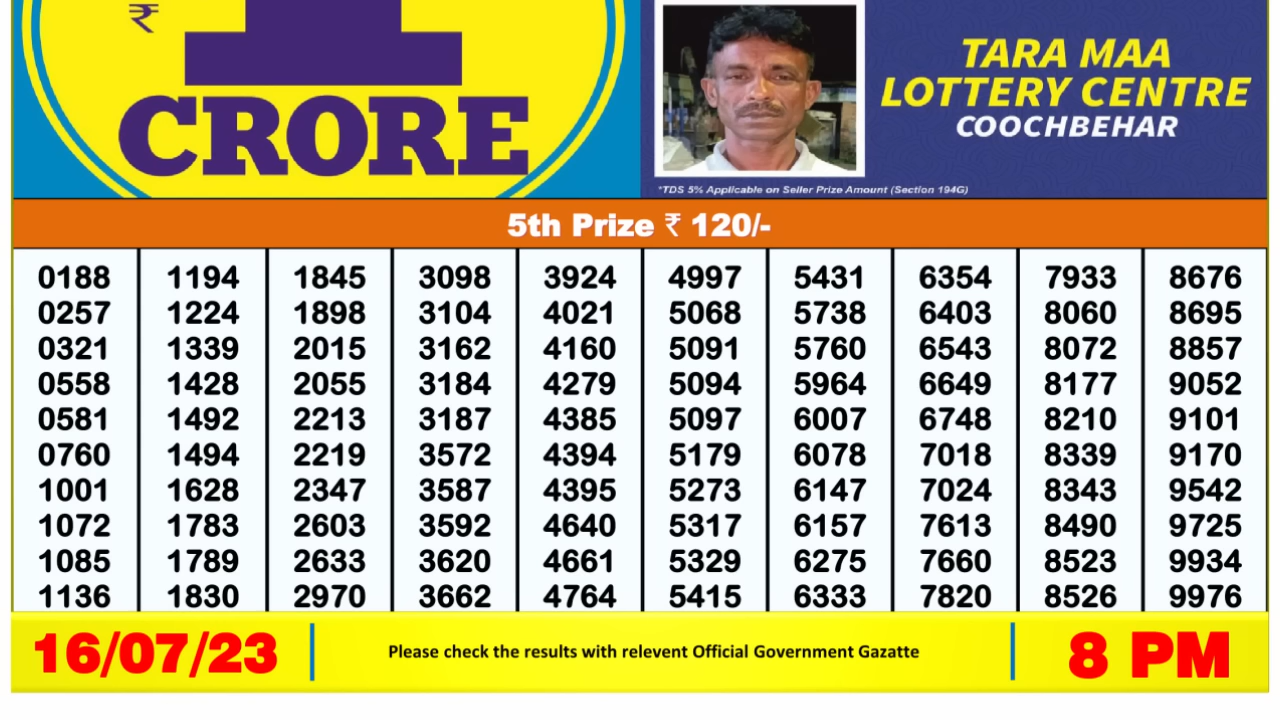 ₹ 1
CRORE
TARA MAA
LOTTERY CENTRE
COOCHBEHAR
*TDS 5% Applicable on Seller Prize Amount (Section 194G)
5th Prize ₹ 120/-
0188 1194 1845 3098 3924 4997 5431 6354 7933 8676
0257 1224 1898 3104 4021 5068 5738 6403 8060 8695
0321 1339 2015 3162 4160 5091 5760 6543 8072 8857
0558 1428 2055 3184 4279 5094 5964 6649 8177 9052
0581 1492 2213 3187 4385 5097 6007 6748 8210 9101
0760 1494 2219 3572 4394 5179 6078 7018 8339 9170
1001 1628 2347 3587 4395 5273 6147 7024 8343 9542
1072 1783 2603 3592 4640 5317 6157 7613 8490 9725
1085 1789 2633 3620 4661 5329 6275 7660 8523 9934
1136 1830 2970 3662 4764 5415 6333 7820 8526 9976
16/07/23 Please check the results with relevent Official Government Gazatte 8 PM